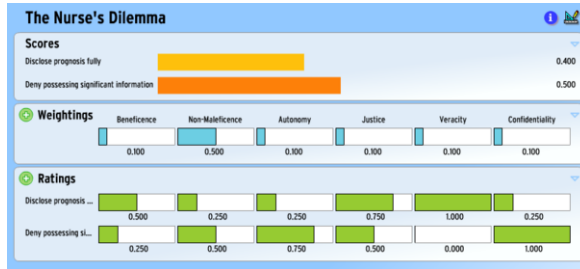 The Nurse's Dilemma
Scores
Disclose prognosis fully 0.400
Deny possessing significant information 0.500
Weightings Beneficence Non-Maleficence Autonomy Justice Veracity Confidentiality
0.100 0.500 0.100 0.100 0.100 0.100
Ratings
Disclose prognosis ...
0.500 0.250 0.250 0.750 1.000 0.250
Deny possessing si...
0.250 0.500 0.750 0.500 0.000 1.000